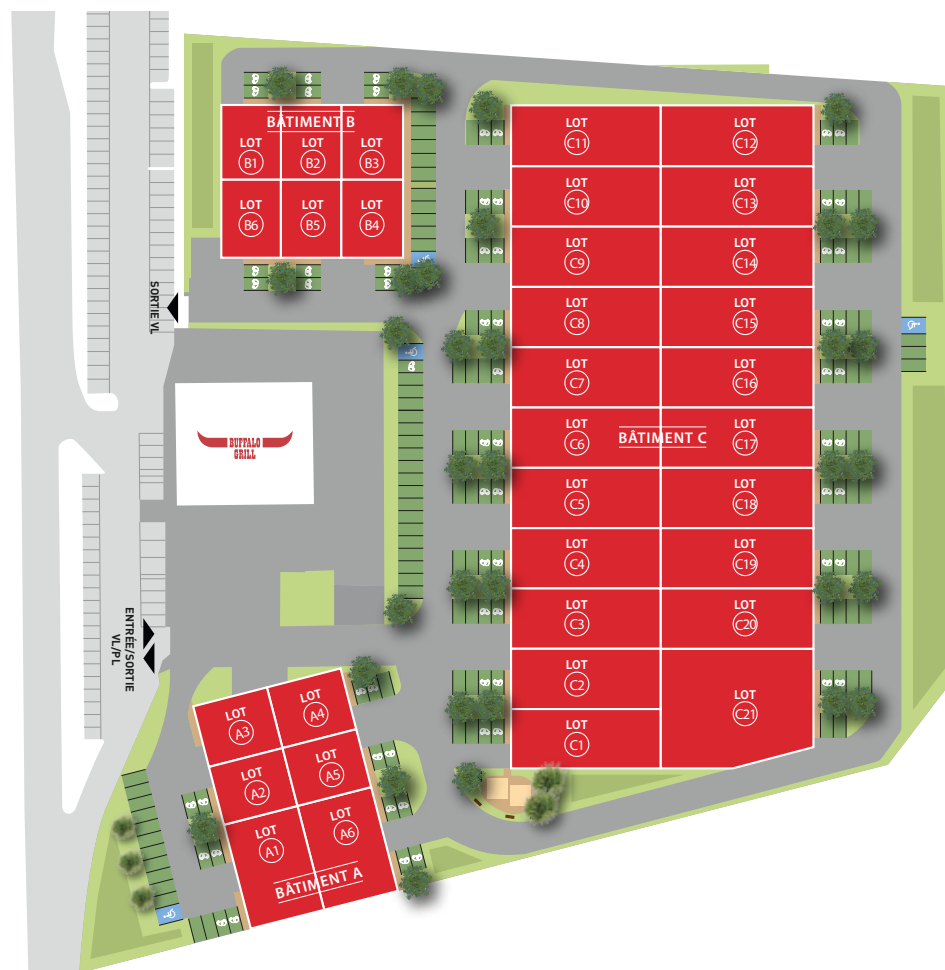 BÂTIMENT B
LOT
B1
LOT
B2
LOT
B3
LOT
B6
LOT
B5
LOT
B4
SORTIE VL
BUFFALO
GRILL
ENTRÉE/SORTIE
VL/PL
LOT
C11
LOT
C12
LOT
C10
LOT
C13
LOT
C9
LOT
C14
LOT
C8
LOT
C15
LOT
C7
LOT
C16
LOT
C6
BÂTIMENT C
LOT
C17
LOT
C5
LOT
C18
LOT
C4
LOT
C19
LOT
C3
LOT
C20
LOT
C2
LOT
C21
LOT
C1
LOT
A3
LOT
A4
LOT
A2
LOT
A5
LOT
A1
LOT
A6
BÂTIMENT A